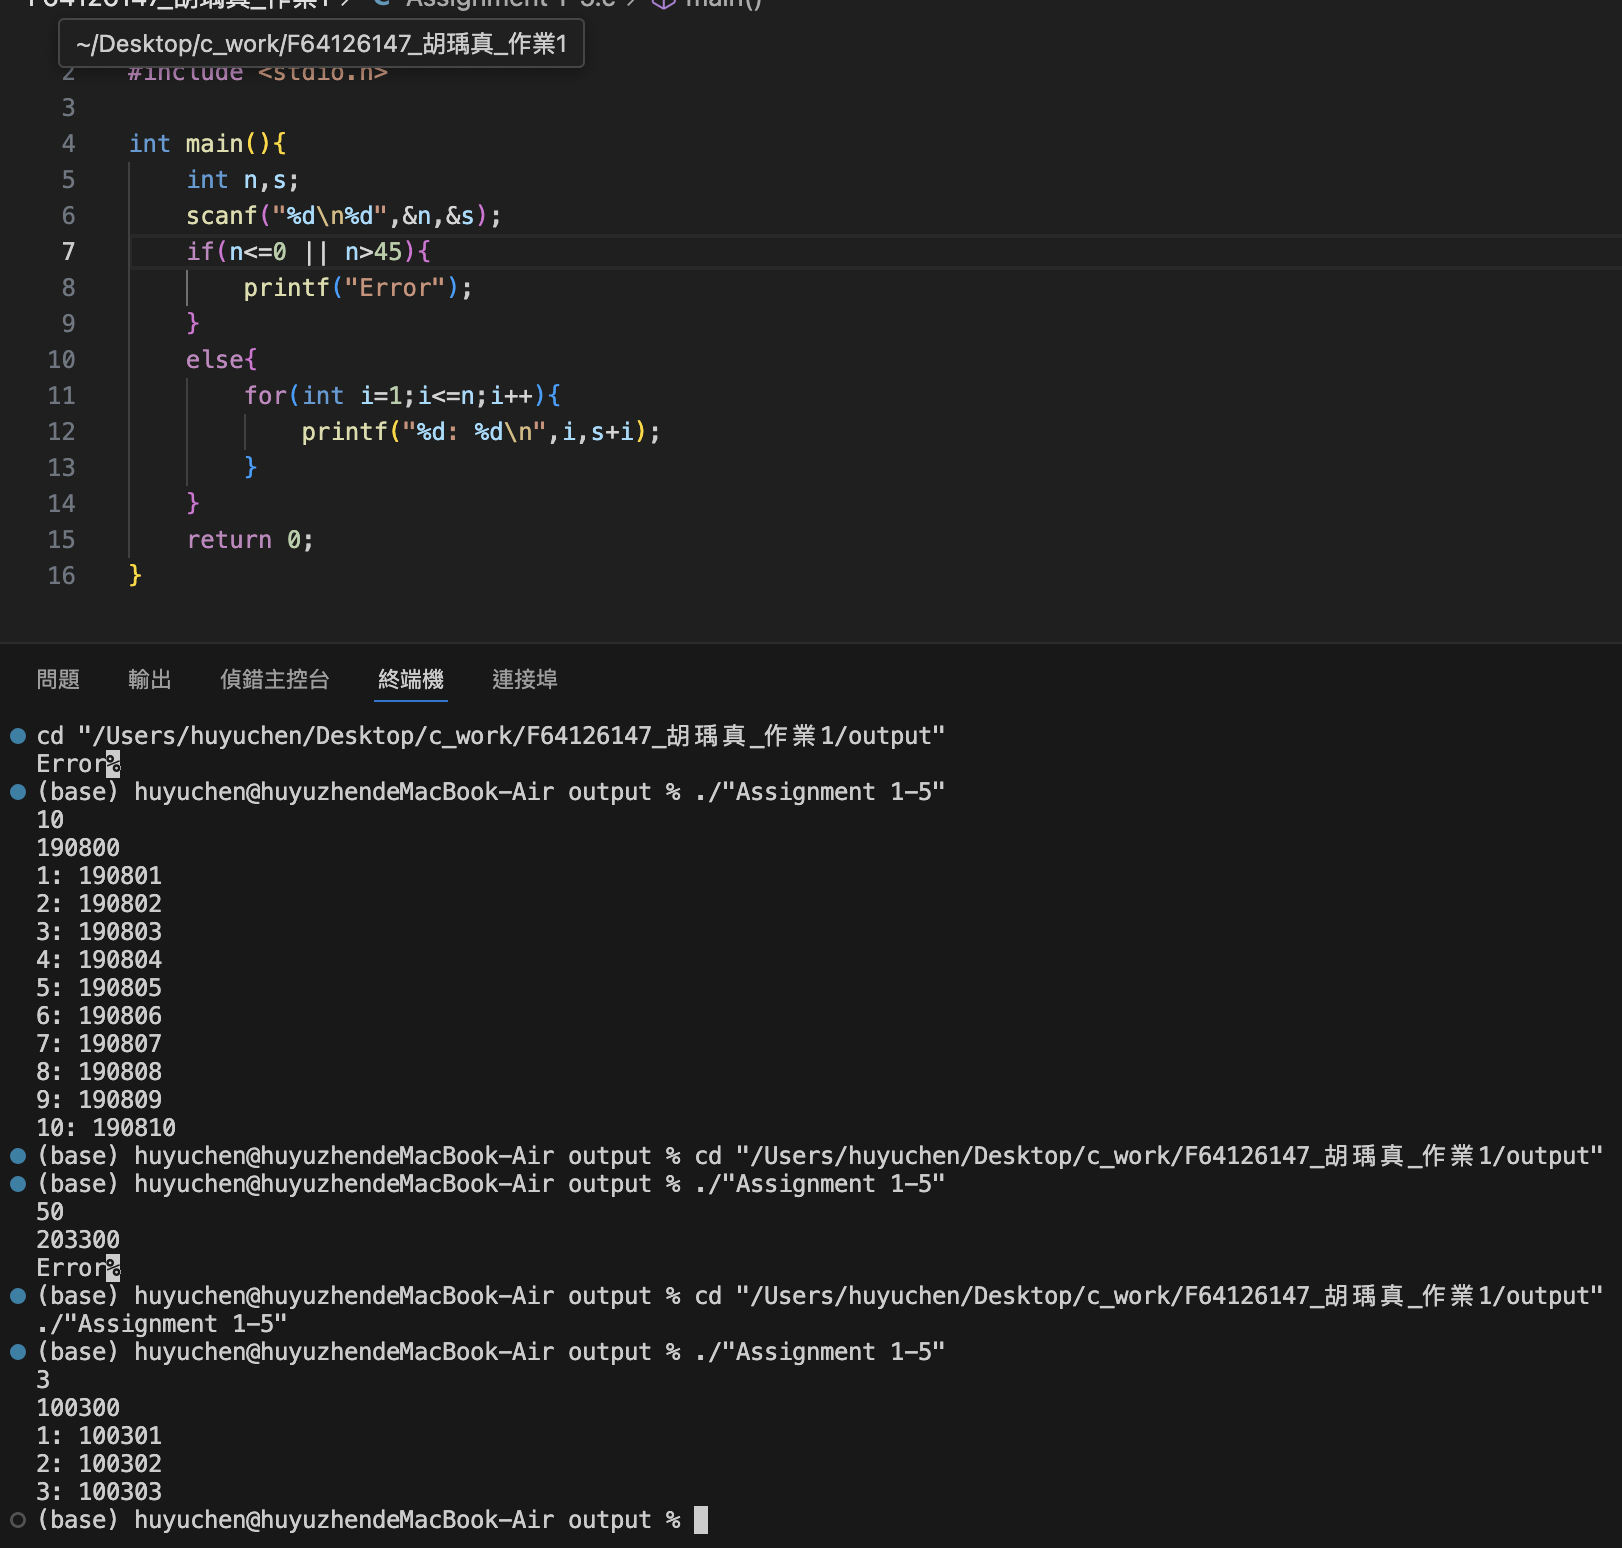 F64126147_胡瑀真_作業1 > C Assignment 1-5.c > main()
~/Desktop/c_work/F64126147_胡瑀真_作業1
2 #include <stdio.h>
3
4 int main(){
5 int n,s;
6 scanf("%d\n%d",&n,&s);
7 if(n<=0 || n>45){
8 printf("Error");
9 }
10 else{
11 for(int i=1;i<=n;i++){
12 printf("%d: %d\n",i,s+i);
13 }
14 }
15 return 0;
16 }
問題 輸出 偵錯主控台 終端機 連接埠
cd "/Users/huyuchen/Desktop/c_work/F64126147_胡瑀真_作業1/output"
Error%
(base) huyuchen@huyuzhendeMacBook-Air output % ./"Assignment 1-5"
10
190800
1: 190801
2: 190802
3: 190803
4: 190804
5: 190805
6: 190806
7: 190807
8: 190808
9: 190809
10: 190810
(base) huyuchen@huyuzhendeMacBook-Air output % cd "/Users/huyuchen/Desktop/c_work/F64126147_胡瑀真_作業1/output"
(base) huyuchen@huyuzhendeMacBook-Air output % ./"Assignment 1-5"
50
203300
Error%
(base) huyuchen@huyuzhendeMacBook-Air output % cd "/Users/huyuchen/Desktop/c_work/F64126147_胡瑀真_作業1/output"
./"Assignment 1-5"
(base) huyuchen@huyuzhendeMacBook-Air output % ./"Assignment 1-5"
3
100300
1: 100301
2: 100302
3: 100303
(base) huyuchen@huyuzhendeMacBook-Air output %